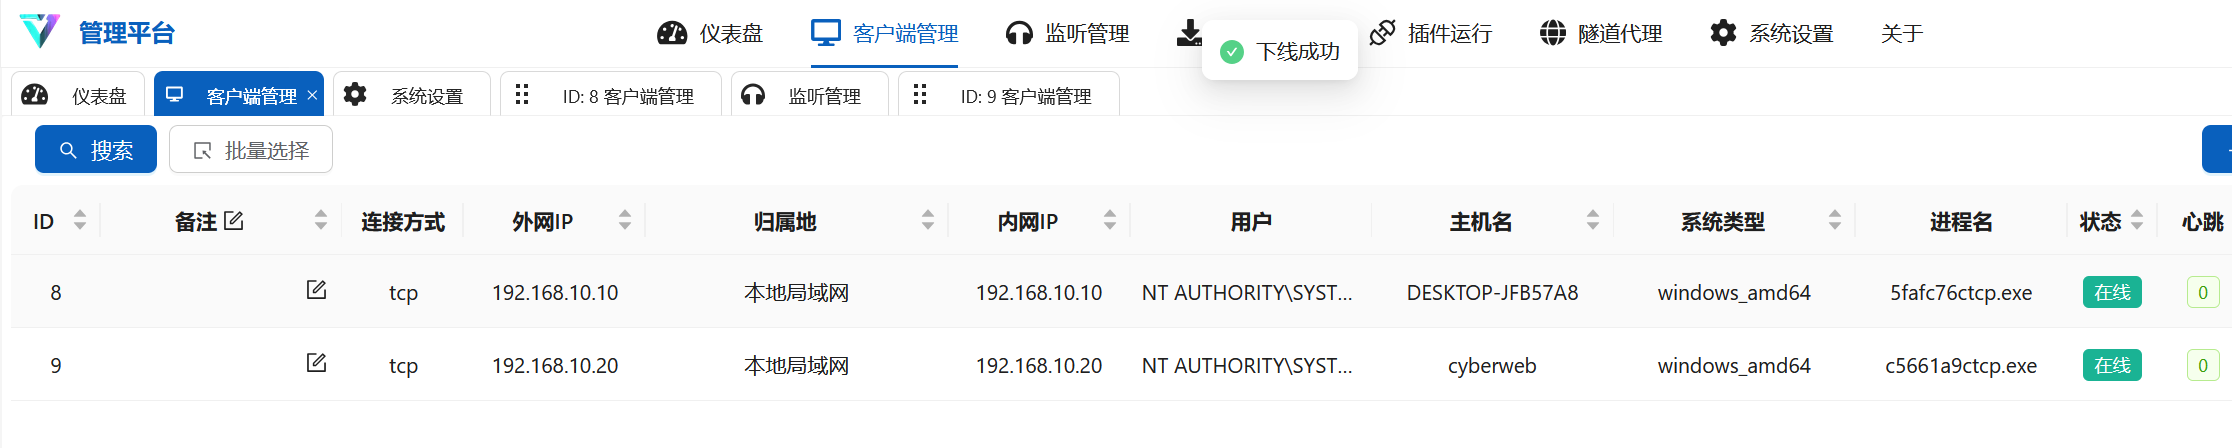 管理平台 仪表盘 客户端管理 监听管理 插件运行 隧道代理 系统设置 关于
下线成功
仪表盘 客户端管理 系统设置 ID: 8 客户端管理 监听管理 ID: 9 客户端管理
搜索 批量选择
ID 备注 连接方式 外网IP 归属地 内网IP 用户 主机名 系统类型 进程名 状态 心跳
8 tcp 192.168.10.10 本地局域网 192.168.10.10 NT AUTHORITY\SYST... DESKTOP-JFB57A8 windows_amd64 5fafc76ctcp.exe 在线 0
9 tcp 192.168.10.20 本地局域网 192.168.10.20 NT AUTHORITY\SYST... cyberweb windows_amd64 c5661a9ctcp.exe 在线 0